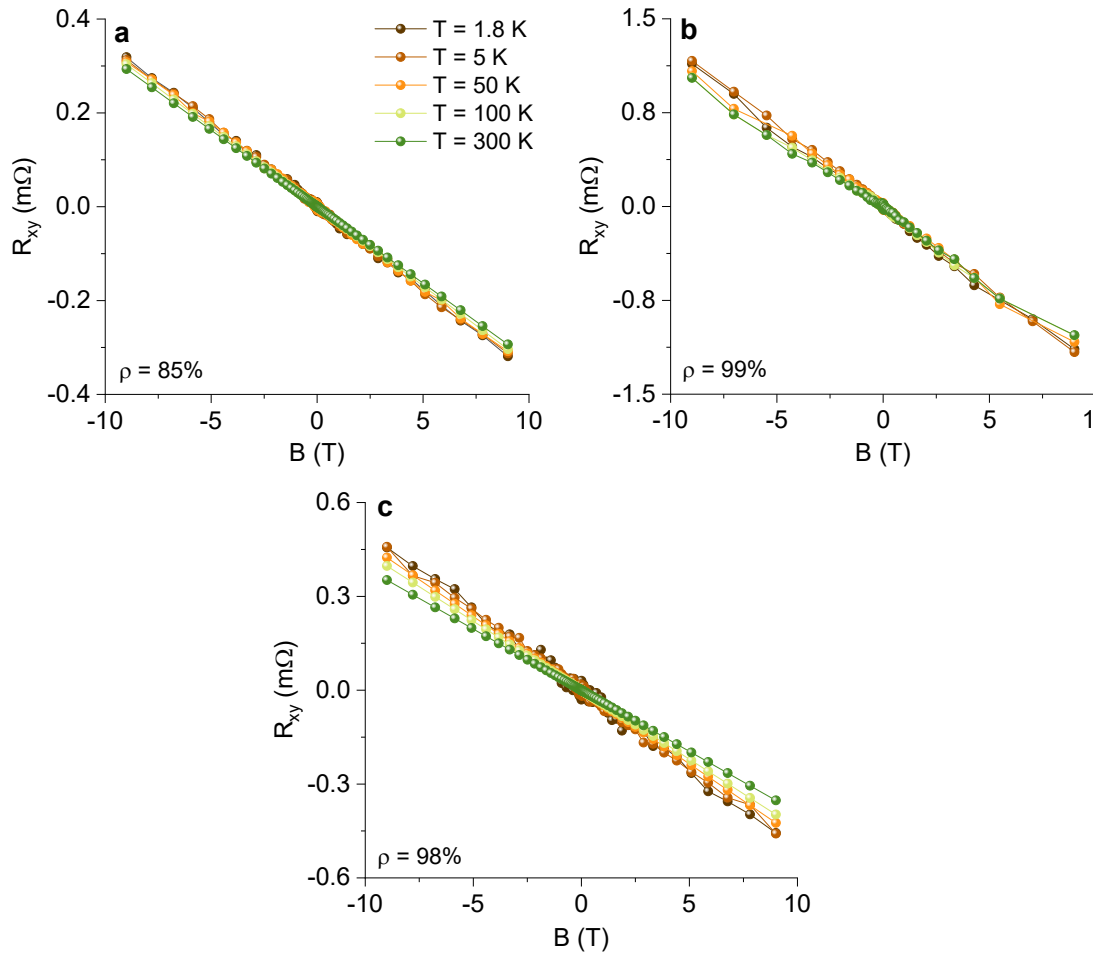 a
T = 1.8 K
T = 5 K
T = 50 K
T = 100 K
T = 300 K
0.4
0.2
0.0
-0.2
-0.4
R_xy (mΩ)
ρ = 85%
-10 -5 0 5 10
B (T)
b
1.5
0.8
0.0
-0.8
-1.5
R_xy (mΩ)
ρ = 99%
-10 -5 0 5 1
B (T)
c
0.6
0.3
0.0
-0.3
-0.6
R_xy (mΩ)
ρ = 98%
-10 -5 0 5 10
B (T)